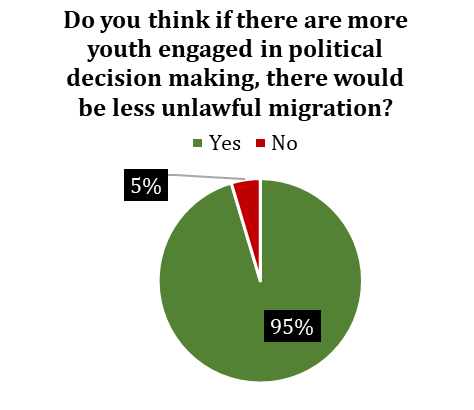 Do you think if there are more
youth engaged in political
decision making, there would
be less unlawful migration?
Yes No
5%
95%